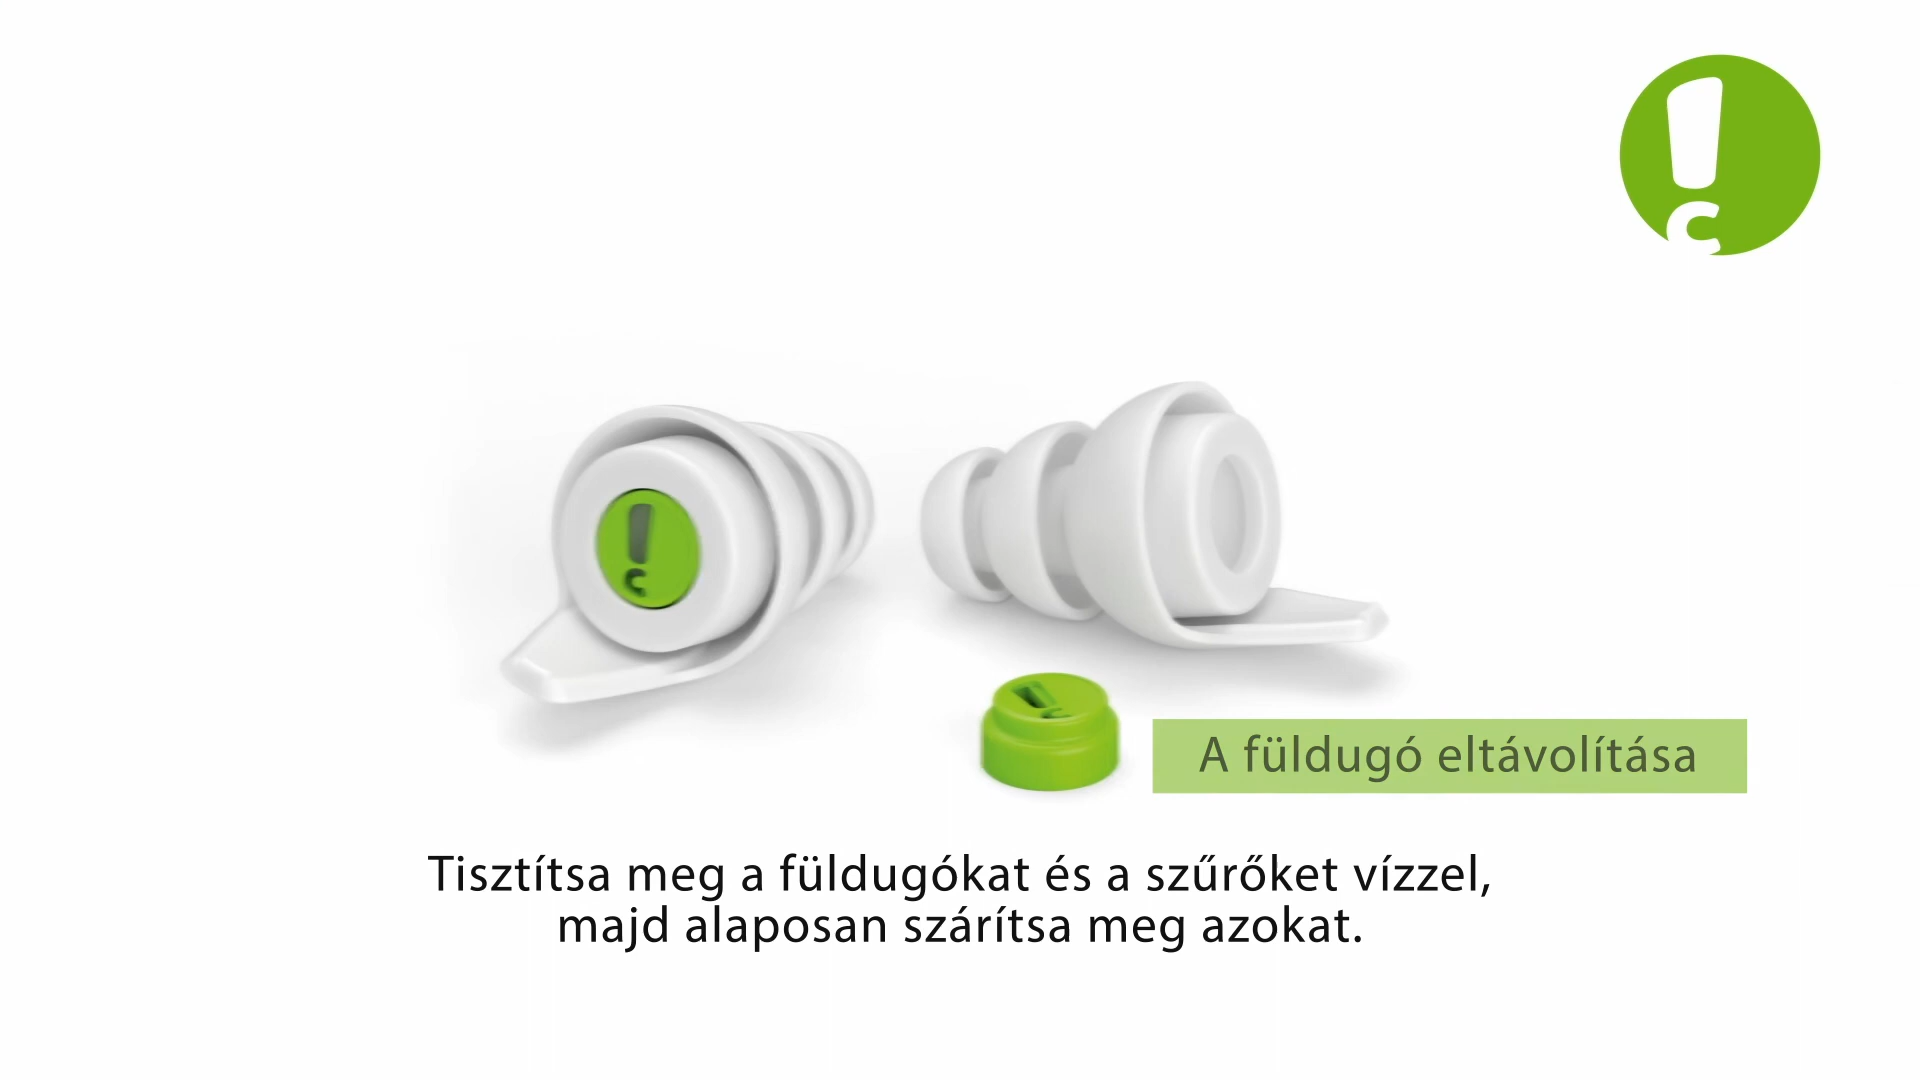 A füldugó eltávolítása
Tisztítsa meg a füldugókat és a szűrőket vízzel,
majd alaposan szárítsa meg azokat.